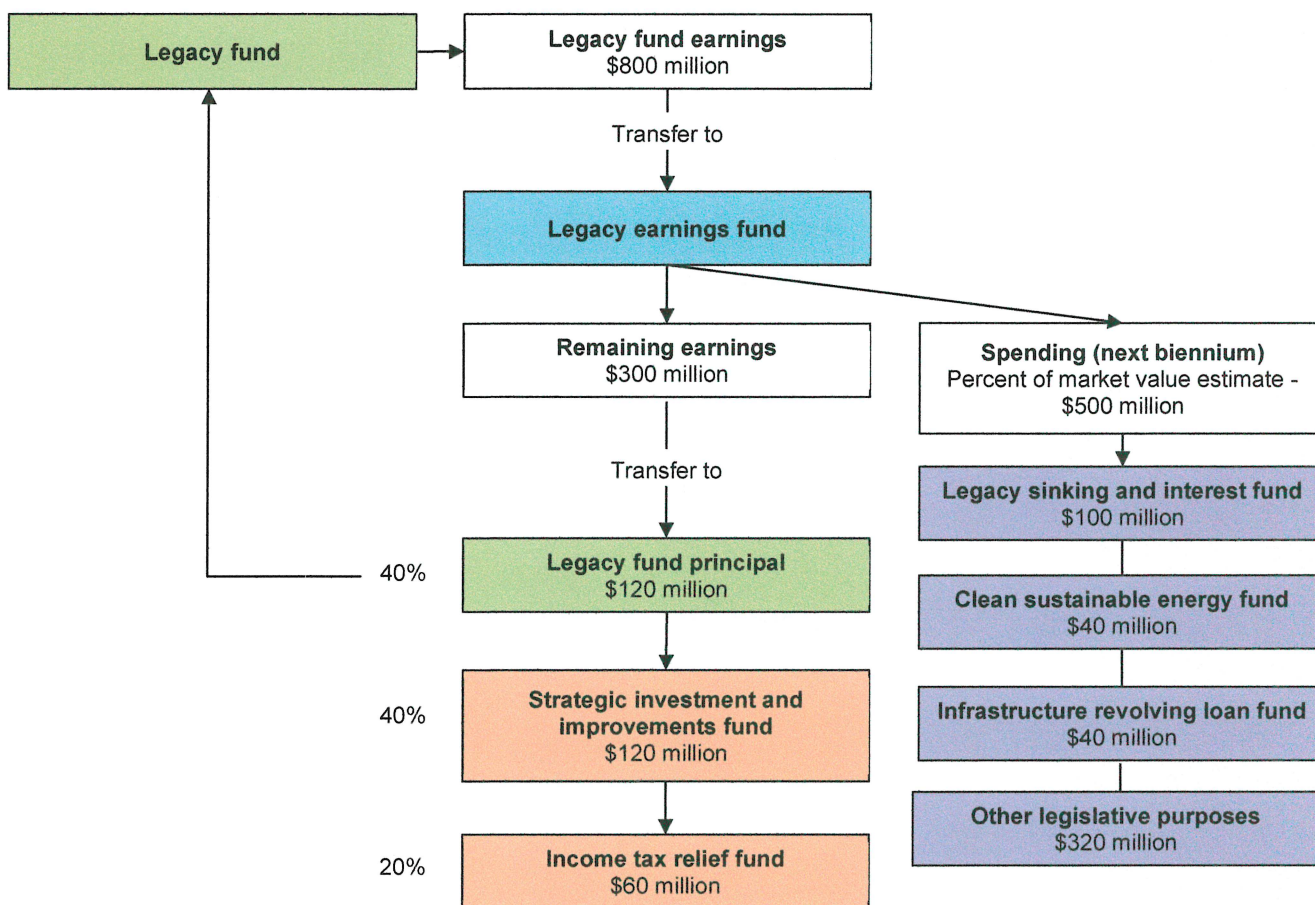 Legacy fund
Legacy fund earnings
$800 million
Transfer to
Legacy earnings fund
Remaining earnings
$300 million
Spending (next biennium)
Percent of market value estimate -
$500 million
Transfer to
Legacy sinking and interest fund
$100 million
40%
Legacy fund principal
$120 million
Clean sustainable energy fund
$40 million
40%
Strategic investment and
improvements fund
$120 million
Infrastructure revolving loan fund
$40 million
Other legislative purposes
$320 million
20%
Income tax relief fund
$60 million